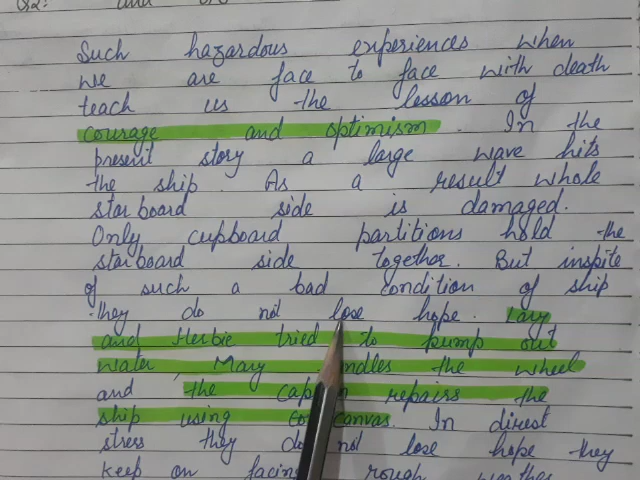 Such hazardous experiences when
we are face to face with death
teach us the lesson of
courage and optimism. In the
present story a large wave hits
the ship. As a result whole
starboard side is damaged.
Only cupboard partitions hold the
starboard side together. But inspite
of such a bad condition of ship
they do not lose hope. Lary
and Herbie tried to pump out
water, Mary the wheel
and the repairs the
ship using canvas. In direst
stress they do not lose hope they
keep on facing rough